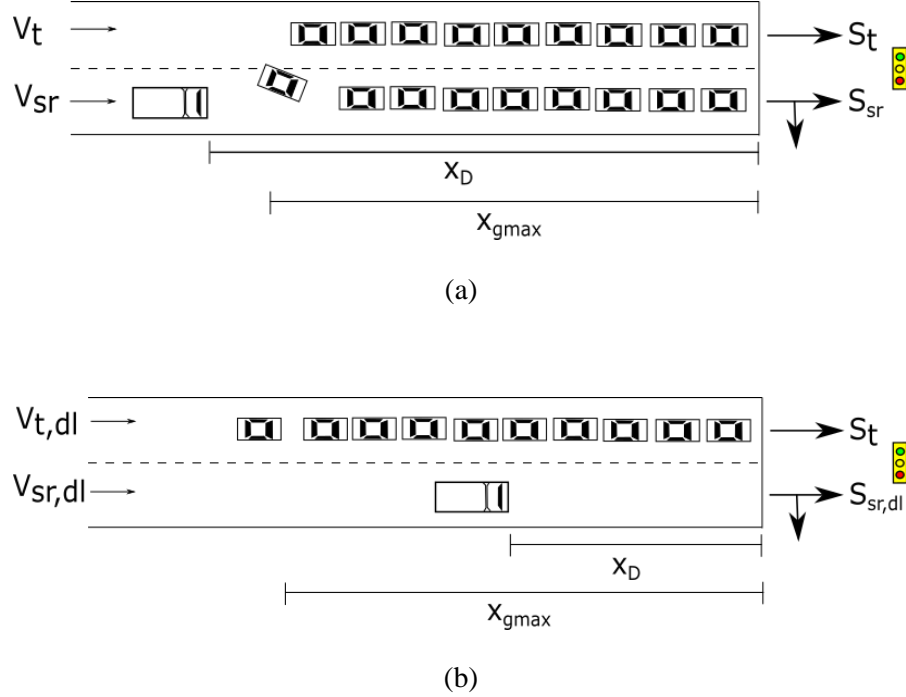 Vt St
Vsr Ssr
xD
xgmax
(a)
Vt,dl St
Vsr,dl Ssr,dl
xD
xgmax
(b)